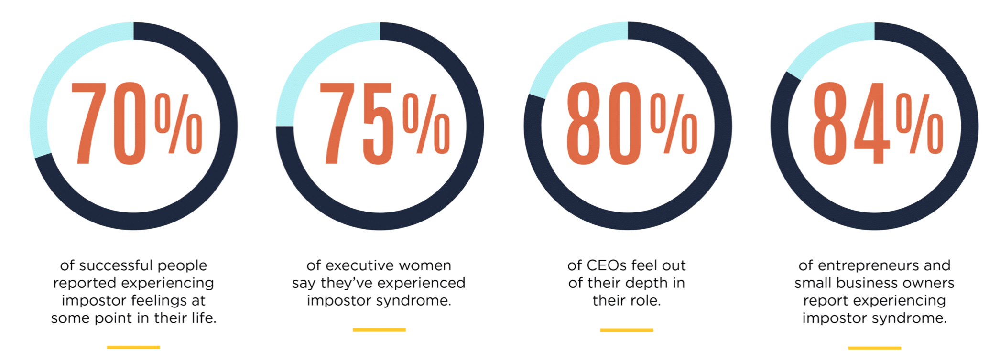 70%
of successful people
reported experiencing
impostor feelings at
some point in their life.
75%
of executive women
say they’ve experienced
impostor syndrome.
80%
of CEOs feel out
of their depth in
their role.
84%
of entrepreneurs and
small business owners
report experiencing
impostor syndrome.